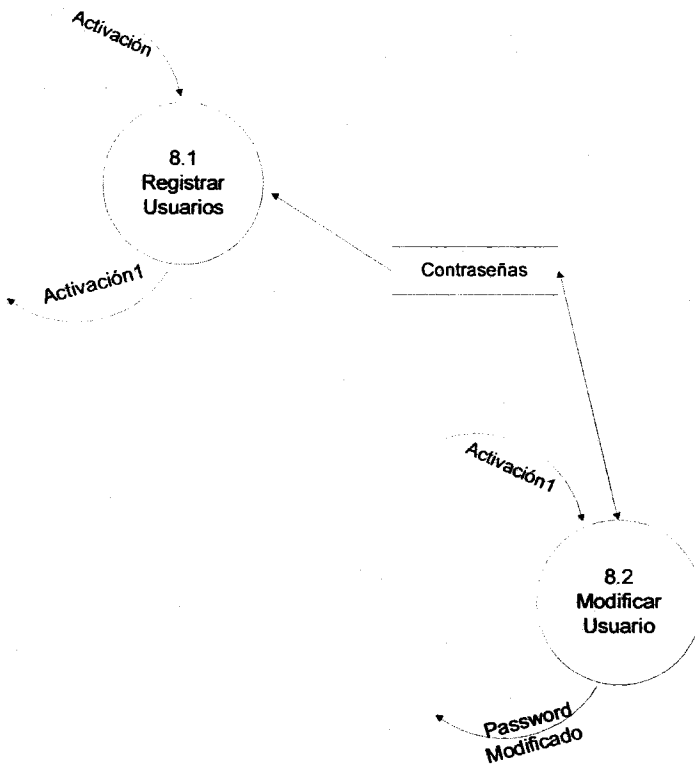 Activación
8.1
Registrar
Usuarios
Activación1
Contraseñas
Activación1
8.2
Modificar
Usuario
Password
Modificado